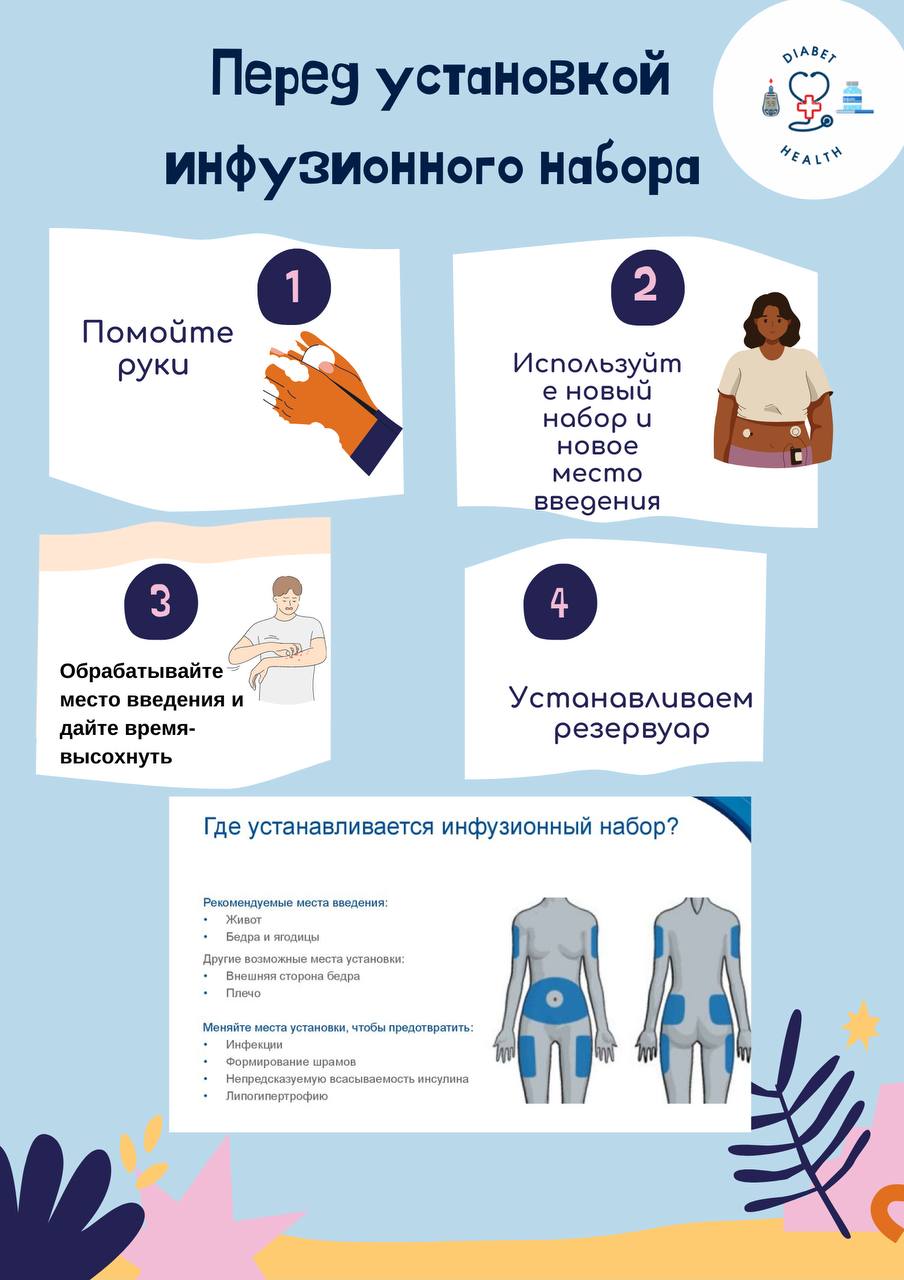 Перед установкой
инфузионного набора
DIABET
HEALTH
1
Помойте
руки
2
Используйт
е новый
набор и
новое
место
введения
3
Обрабатывайте
место введения и
дайте время-
высохнуть
4
Устанавливаем
резервуар
Где устанавливается инфузионный набор?
Рекомендуемые места введения:
• Живот
• Бедра и ягодицы
Другие возможные места установки:
• Внешняя сторона бедра
• Плечо
Меняйте места установки, чтобы предотвратить:
• Инфекции
• Формирование шрамов
• Непредсказуемую всасываемость инсулина
• Липогипертрофию